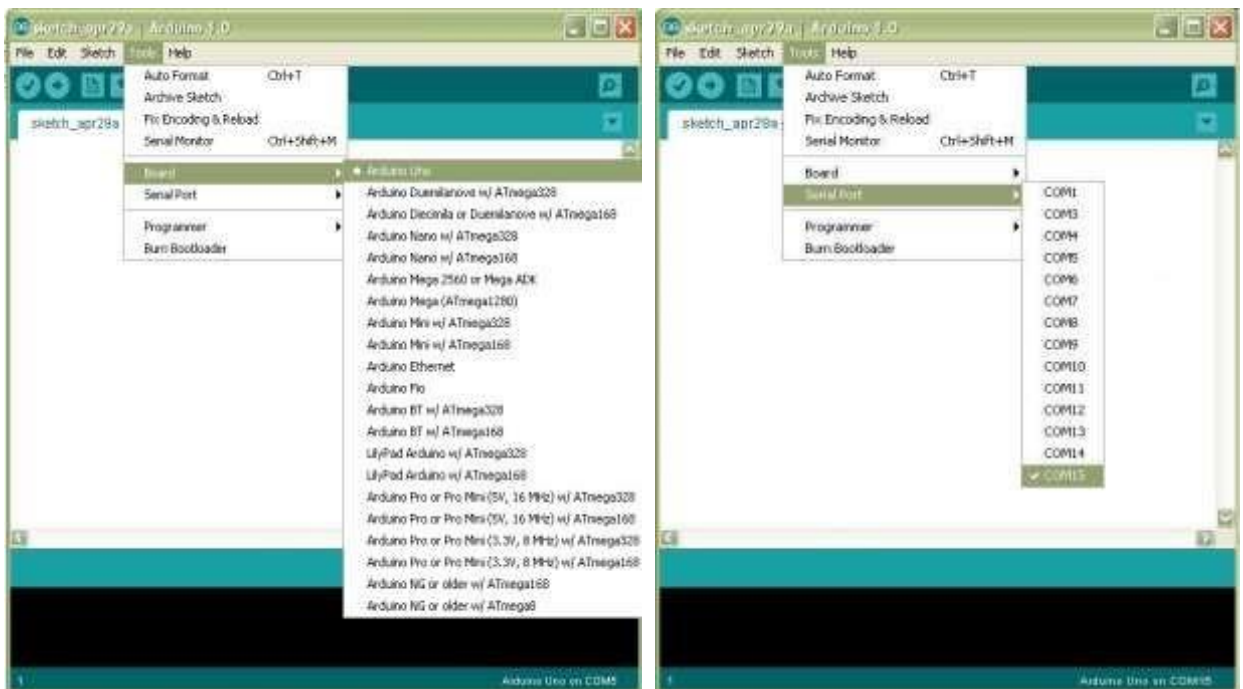 sketch_apr29a | Arduino 1.0
File Edit Sketch Tools Help
Auto Format Ctrl+T
Archive Sketch
Fix Encoding & Reload
Serial Monitor Ctrl+Shift+M
sketch_apr29a
Board
Serial Port
Programmer
Burn Bootloader
Arduino Uno
Arduino Duemilanove w/ ATmega328
Arduino Diecimila or Duemilanove w/ ATmega168
Arduino Nano w/ ATmega328
Arduino Nano w/ ATmega168
Arduino Mega 2560 or Mega ADK
Arduino Mega (ATmega1280)
Arduino Mini w/ ATmega328
Arduino Mini w/ ATmega168
Arduino Ethernet
Arduino Fio
Arduino BT w/ ATmega328
Arduino BT w/ ATmega168
LilyPad Arduino w/ ATmega328
LilyPad Arduino w/ ATmega168
Arduino Pro or Pro Mini (5V, 16 MHz) w/ ATmega328
Arduino Pro or Pro Mini (5V, 16 MHz) w/ ATmega168
Arduino Pro or Pro Mini (3.3V, 8 MHz) w/ ATmega328
Arduino Pro or Pro Mini (3.3V, 8 MHz) w/ ATmega168
Arduino NG or older w/ ATmega168
Arduino NG or older w/ ATmega8
1 Arduino Uno on COM5
sketch_apr29a | Arduino 1.0
File Edit Sketch Tools Help
Auto Format Ctrl+T
Archive Sketch
Fix Encoding & Reload
Serial Monitor Ctrl+Shift+M
sketch_apr29a
Board
Serial Port
Programmer
Burn Bootloader
COM1
COM3
COM4
COM5
COM6
COM7
COM8
COM9
COM10
COM11
COM12
COM13
COM14
COM15
1 Arduino Uno on COM15